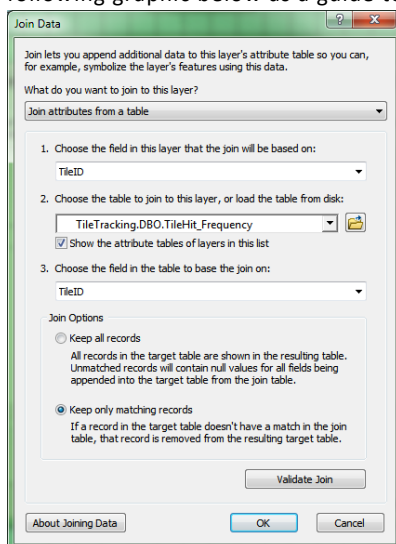 following graphic below as a guide t
Join Data
Join lets you append additional data to this layer's attribute table so you can,
for example, symbolize the layer's features using this data.
What do you want to join to this layer?
Join attributes from a table
1. Choose the field in this layer that the join will be based on:
TileID
2. Choose the table to join to this layer, or load the table from disk:
TileTracking.DBO.TileHit_Frequency
Show the attribute tables of layers in this list
3. Choose the field in the table to base the join on:
TileID
Join Options
Keep all records
All records in the target table are shown in the resulting table.
Unmatched records will contain null values for all fields being
appended into the target table from the join table.
Keep only matching records
If a record in the target table doesn't have a match in the join
table, that record is removed from the resulting target table.
Validate Join
About Joining Data
OK
Cancel